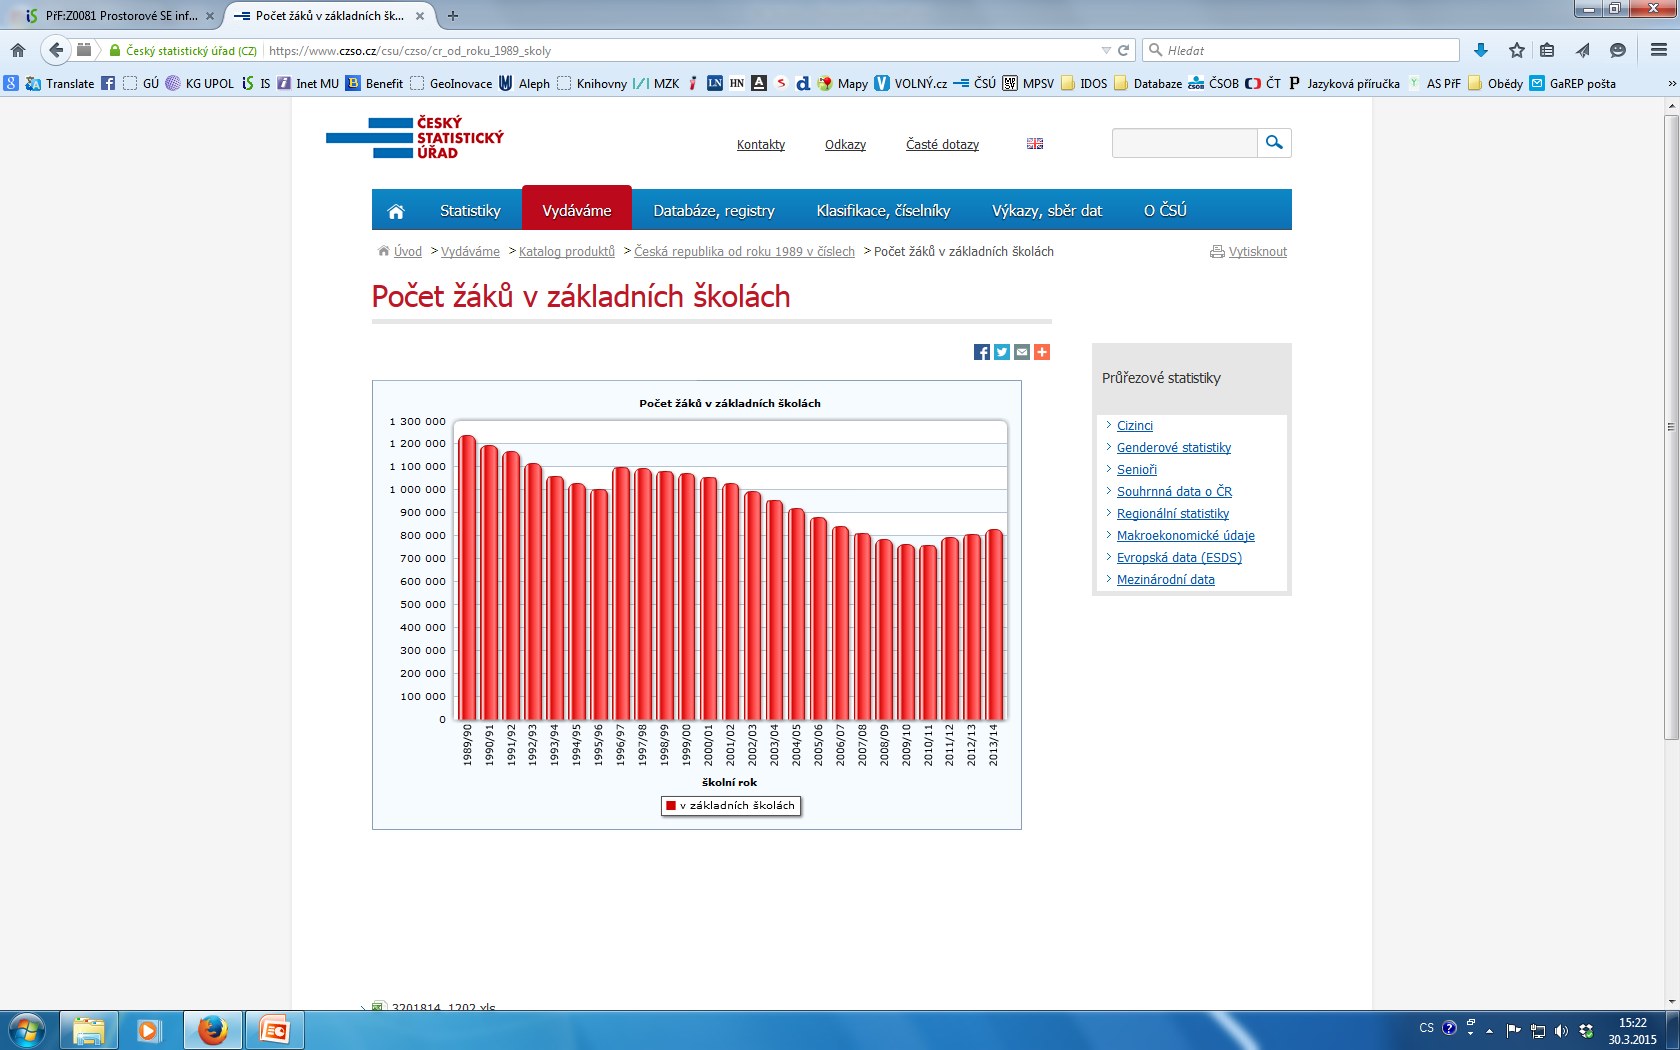 PřF:Z0081 Prostorové SE inf...
Počet žáků v základních šk...
Český statistický úřad (CZ)
https://www.czso.cz/csu/czso/cr_od_roku_1989_skoly
Hledat
Translate GÚ KG UPOL IS Inet MU Benefit GeoInovace Aleph Knihovny MZK LN HN Mapy VOLNÝ.cz ČSÚ MPSV IDOS Databaze ČSOB ČT Jazyková příručka AS PřF Obědy GaREP pošta »
ČESKÝ
STATISTICKÝ
ÚŘAD
Kontakty Odkazy Časté dotazy
Statistiky Vydáváme Databáze, registry Klasifikace, číselníky Výkazy, sběr dat O ČSÚ
Úvod > Vydáváme > Katalog produktů > Česká republika od roku 1989 v číslech > Počet žáků v základních školách
Vytisknout
Počet žáků v základních školách
Průřezové statistiky
Cizinci
Genderové statistiky
Senioři
Souhrnná data o ČR
Regionální statistiky
Makroekonomické údaje
Evropská data (ESDS)
Mezinárodní data
Počet žáků v základních školách
1 300 000
1 200 000
1 100 000
1 000 000
900 000
800 000
700 000
600 000
500 000
400 000
300 000
200 000
100 000
0
1989/90
1990/91
1991/92
1992/93
1993/94
1994/95
1995/96
1996/97
1997/98
1998/99
1999/00
2000/01
2001/02
2002/03
2003/04
2004/05
2005/06
2006/07
2007/08
2008/09
2009/10
2010/11
2011/12
2012/13
2013/14
školní rok
v základních školách
3201814_1202.xls
CS
15:22
30.3.2015